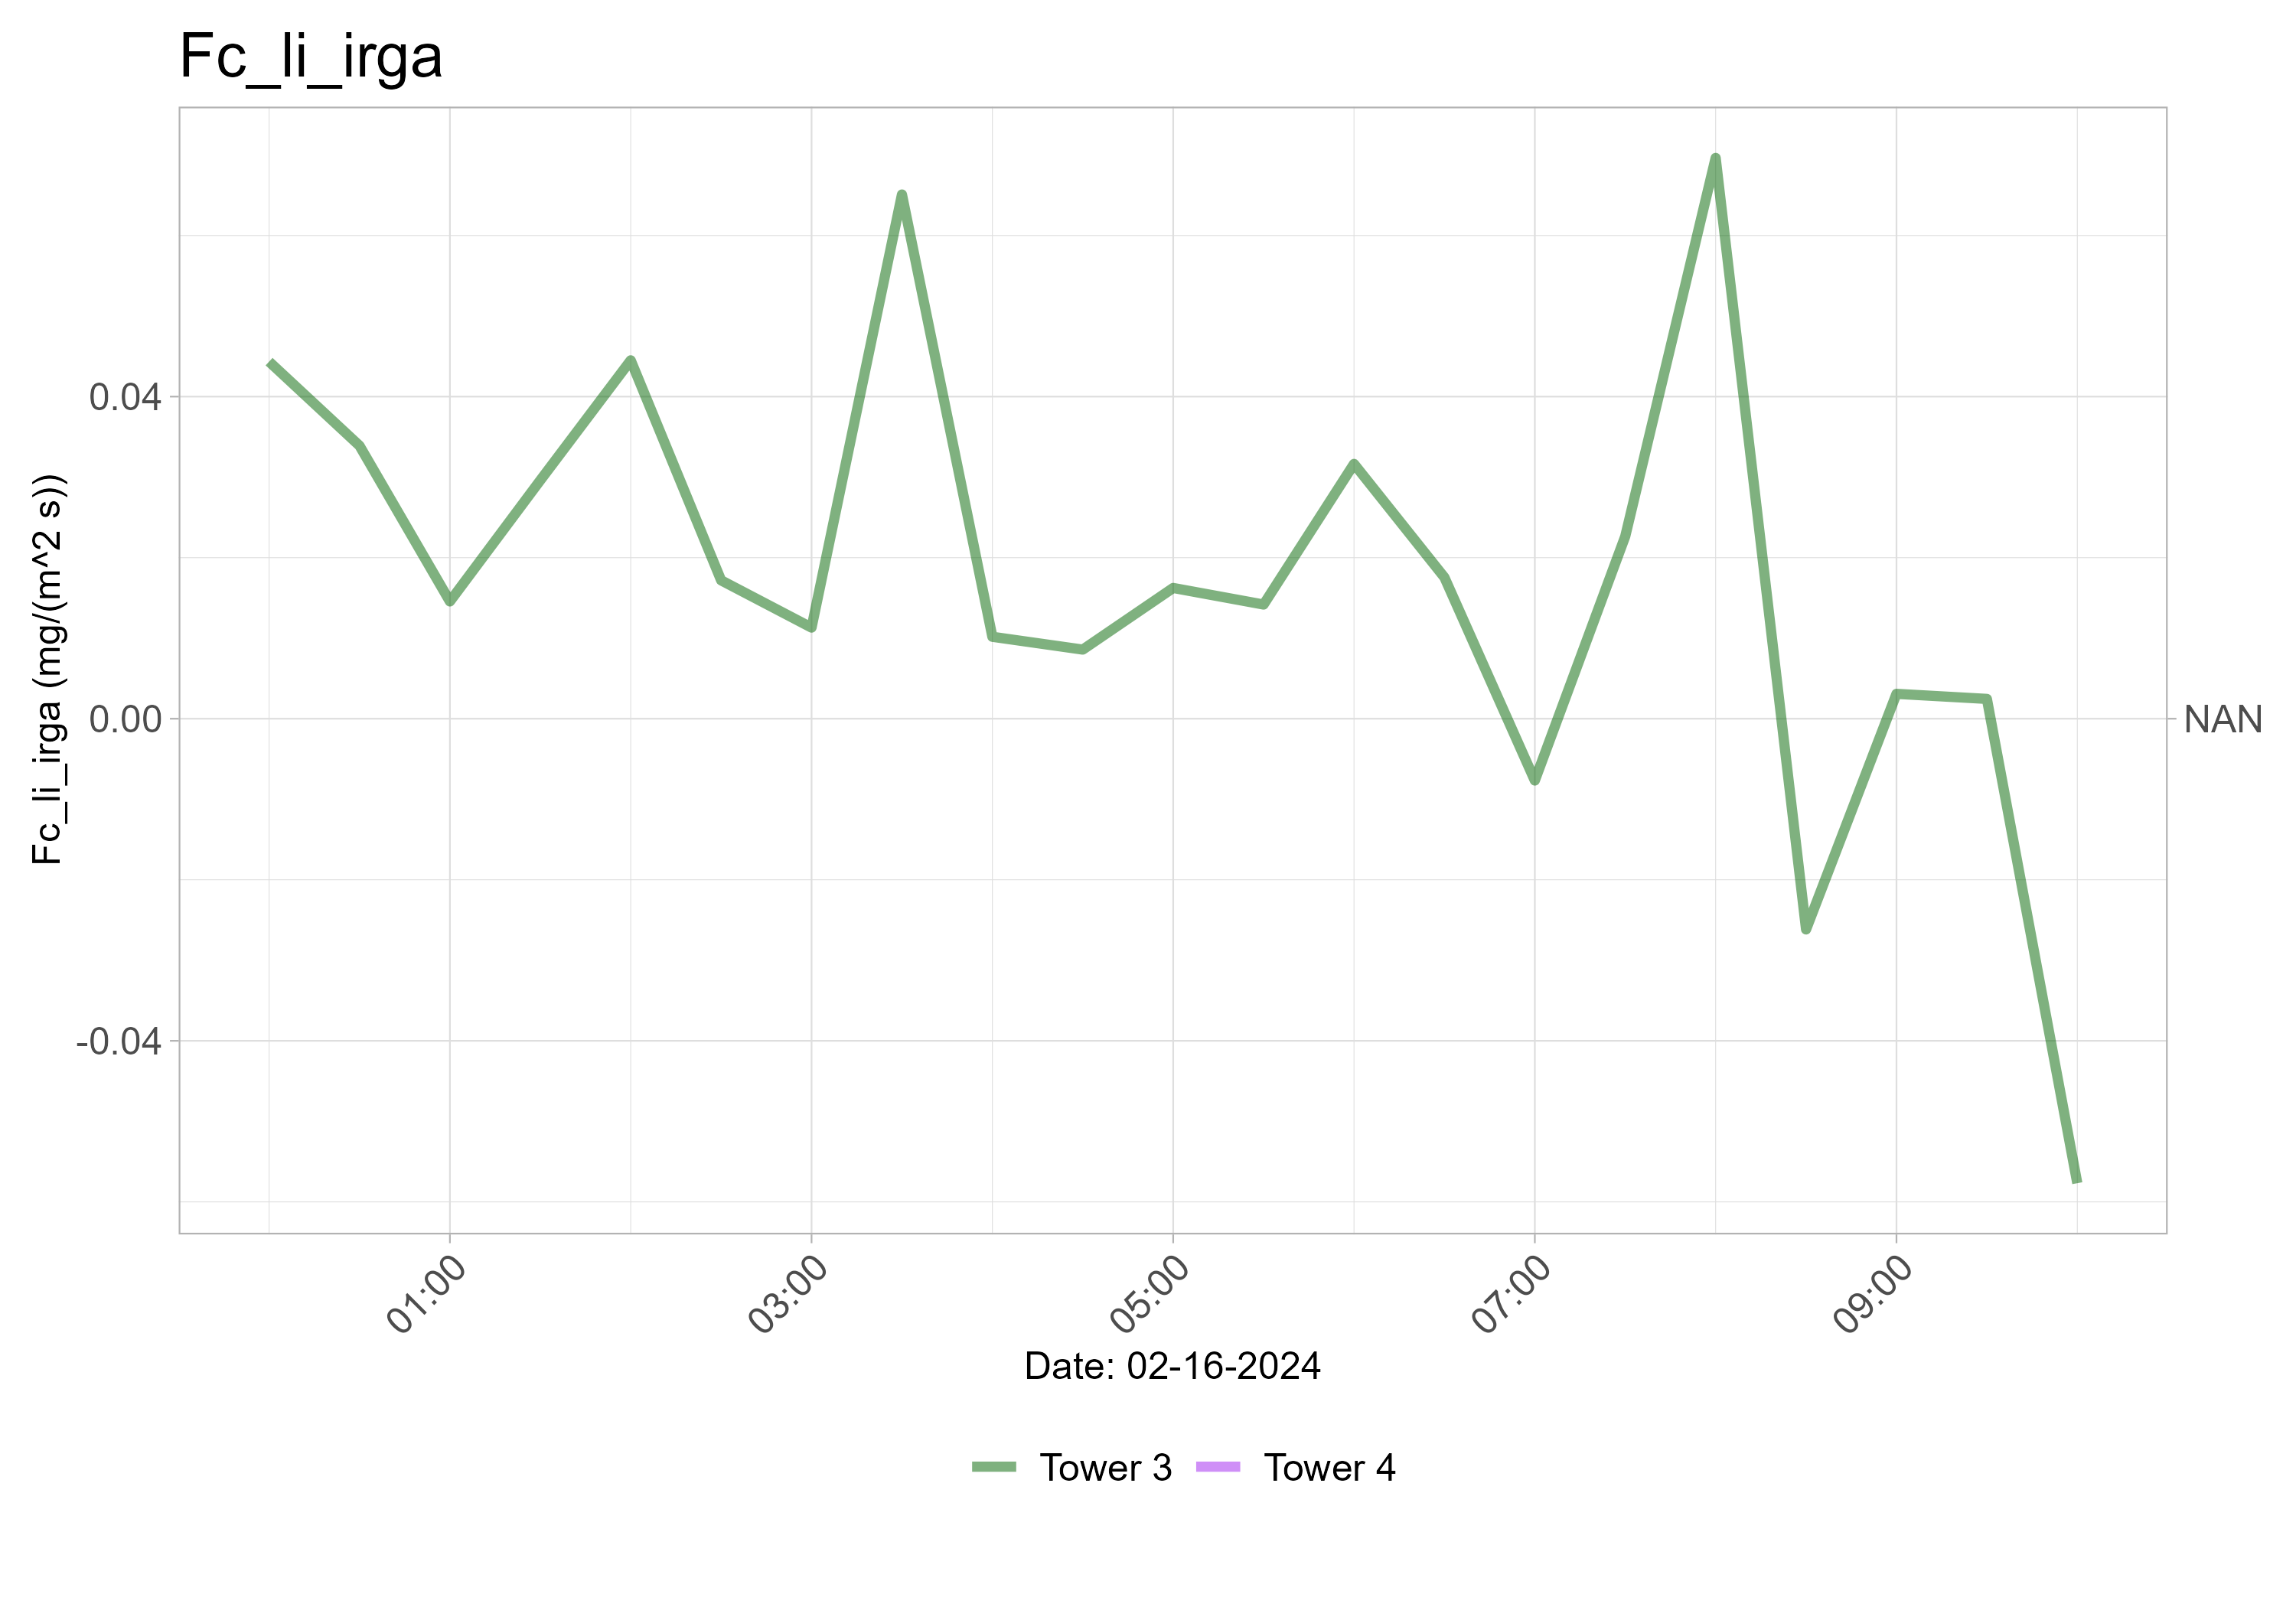 Fc_li_irga
Fc_li_irga (mg/(m^2 s))
0.04
0.00
-0.04
NAN
01:00
03:00
05:00
07:00
09:00
Date: 02-16-2024
Tower 3
Tower 4